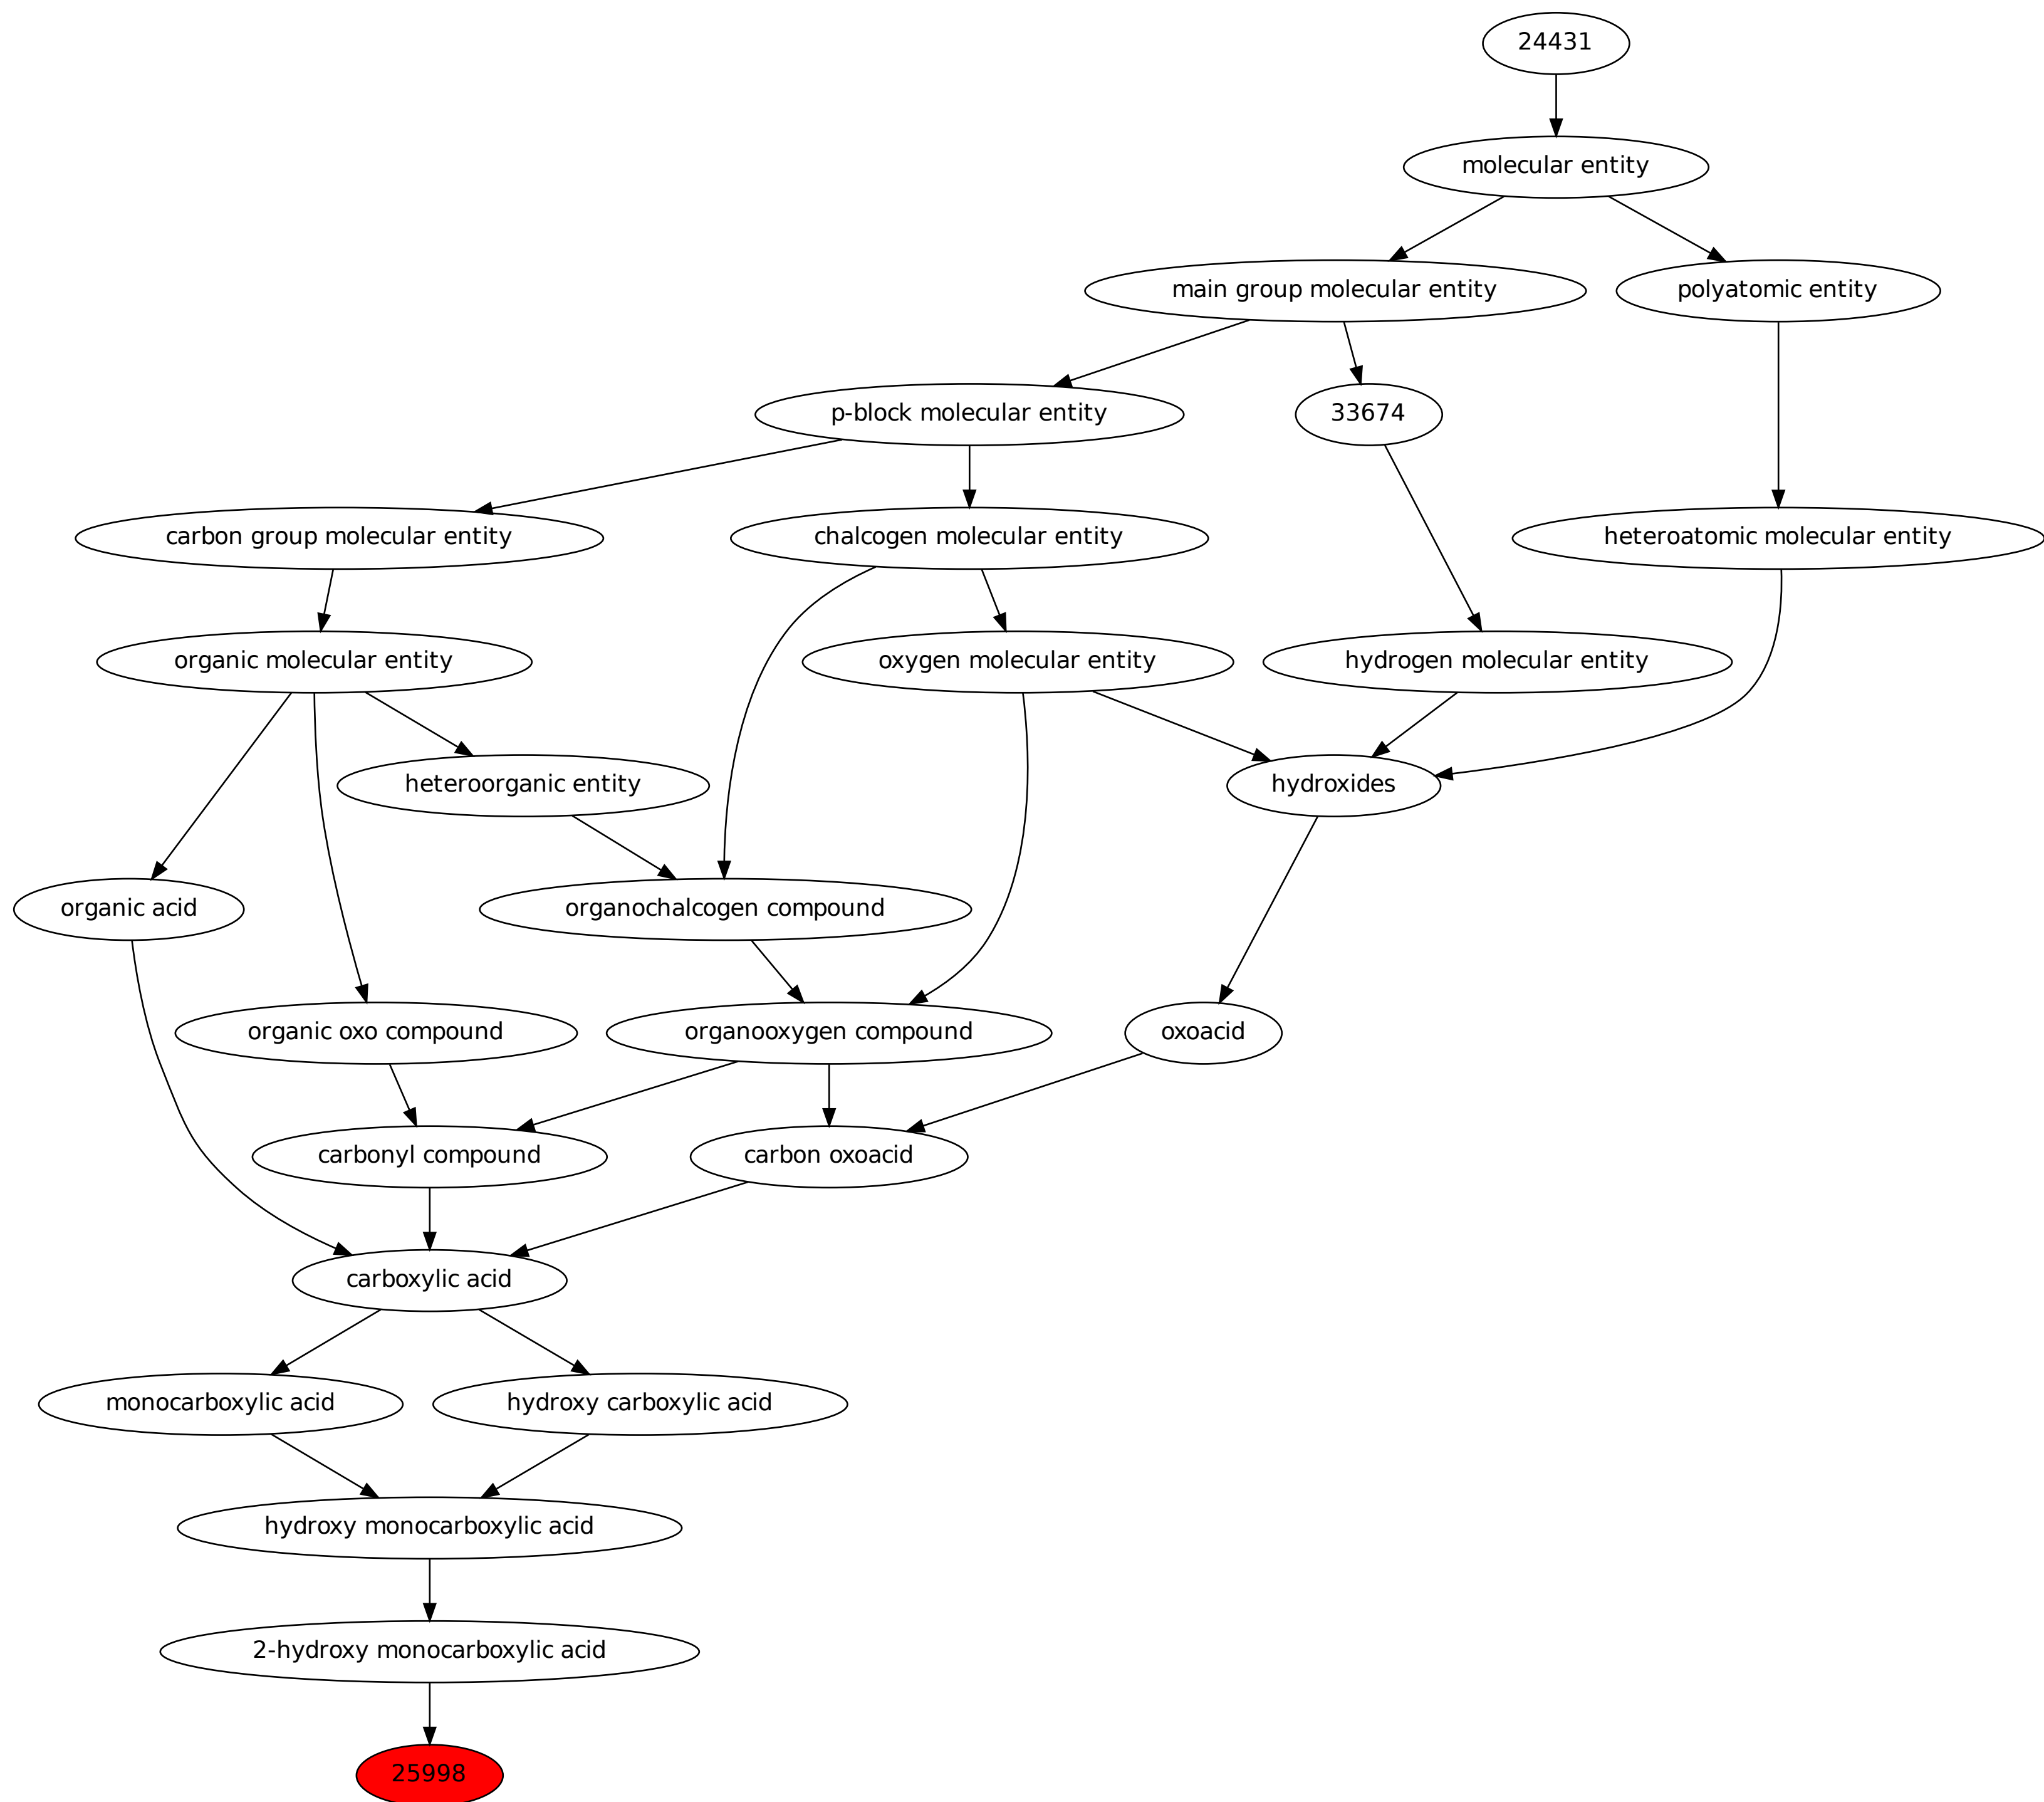 24431
molecular entity
main group molecular entity
polyatomic entity
p-block molecular entity
33674
carbon group molecular entity
chalcogen molecular entity
heteroatomic molecular entity
organic molecular entity
oxygen molecular entity
hydrogen molecular entity
heteroorganic entity
hydroxides
organic acid
organochalcogen compound
organic oxo compound
organooxygen compound
oxoacid
carbonyl compound
carbon oxoacid
carboxylic acid
monocarboxylic acid
hydroxy carboxylic acid
hydroxy monocarboxylic acid
2-hydroxy monocarboxylic acid
25998